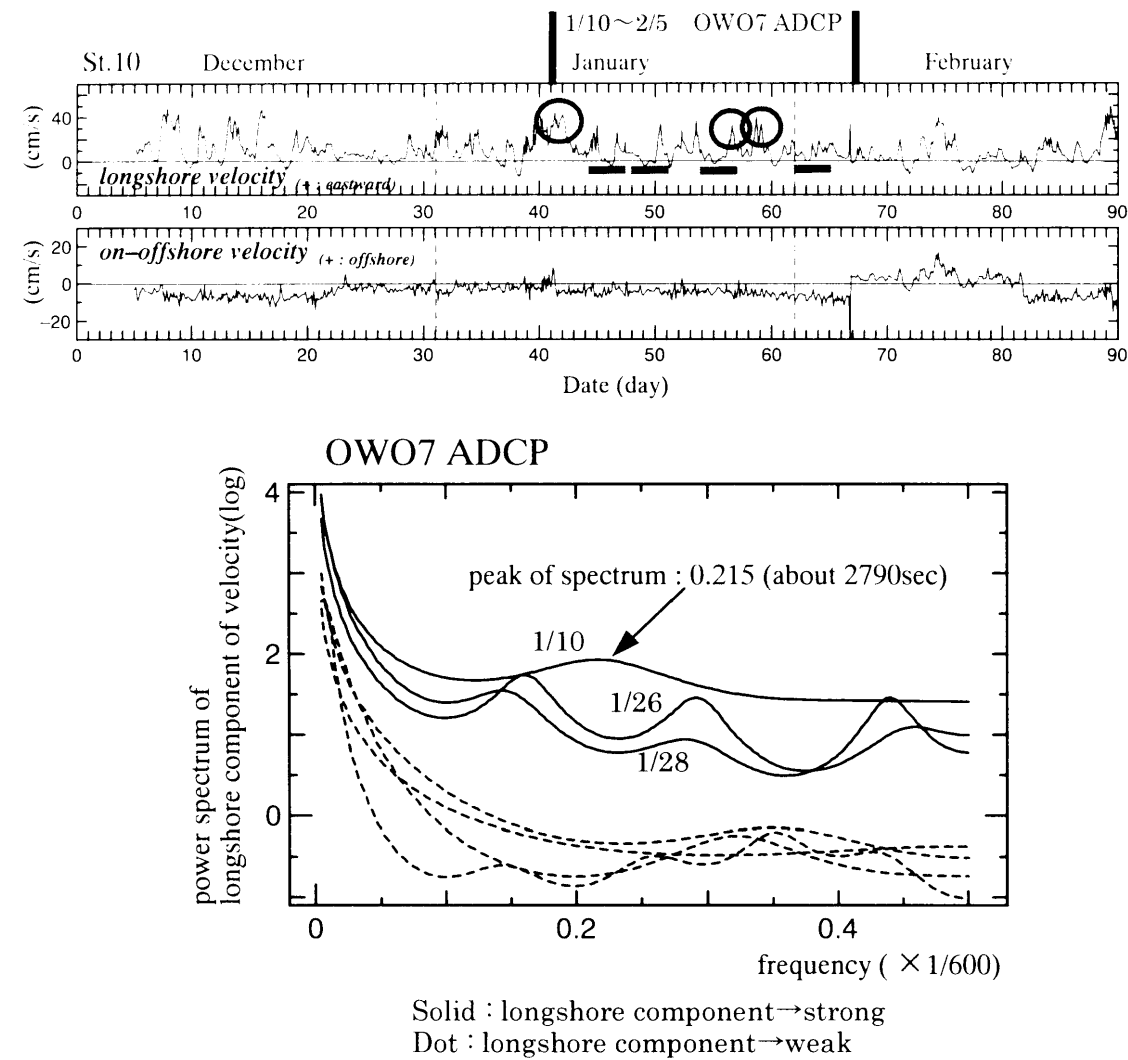 1/10～2/5 OWO7 ADCP
St.10 December January February
(cm/s)
40
0
longshore velocity (+ : eastward)
0 10 20 30 40 50 60 70 80 90
(cm/s)
20
0
−20
on–offshore velocity (+ : offshore)
0 10 20 30 40 50 60 70 80 90
Date (day)
OWO7 ADCP
power spectrum of
longshore component of velocity(log)
4
2
0
peak of spectrum : 0.215 (about 2790sec)
1/10
1/26
1/28
0 0.2 0.4
frequency ( ×1/600)
Solid : longshore component→strong
Dot : longshore component→weak